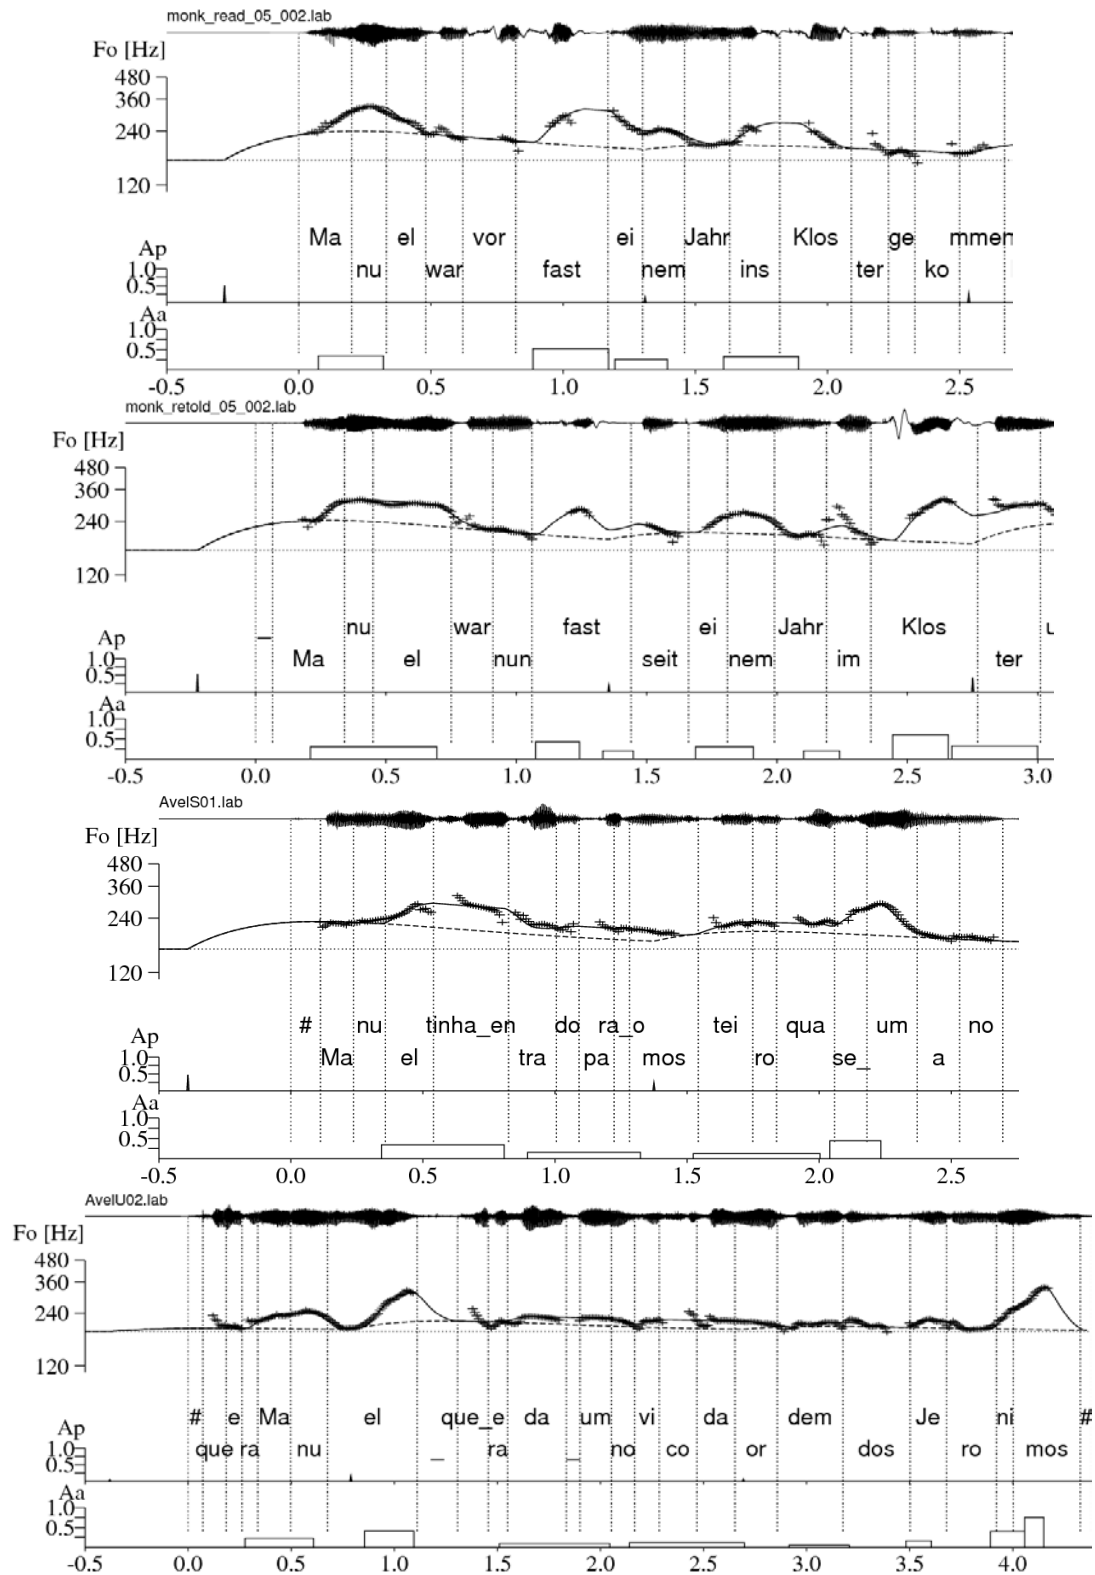 monk_read_05_002.lab
Fo [Hz]
480
360
240
120
Ma el vor ei Jahr Klos ge mmen
Ap
1.0 nu war fast nem ins ter ko
0.5
Aa
1.0
0.5
-0.5 0.0 0.5 1.0 1.5 2.0 2.5
monk_retold_05_002.lab
Fo [Hz]
480
360
240
120
_ nu war fast ei Jahr Klos u
Ap
1.0 Ma el nun seit nem im ter
0.5
Aa
1.0
0.5
-0.5 0.0 0.5 1.0 1.5 2.0 2.5 3.0
AvelS01.lab
Fo [Hz]
480
360
240
120
# nu tinha_en do ra_o tei qua um no
Ap
1.0 Ma el tra pa mos ro se_ a
0.5
Aa
1.0
0.5
-0.5 0.0 0.5 1.0 1.5 2.0 2.5
AvelU02.lab
Fo [Hz]
480
360
240
120
# e Ma el que_e da um vi da dem Je ni #
Ap
1.0 que ra nu _ ra _ no co or dos ro mos
0.5
Aa
1.0
0.5
-0.5 0.0 0.5 1.0 1.5 2.0 2.5 3.0 3.5 4.0